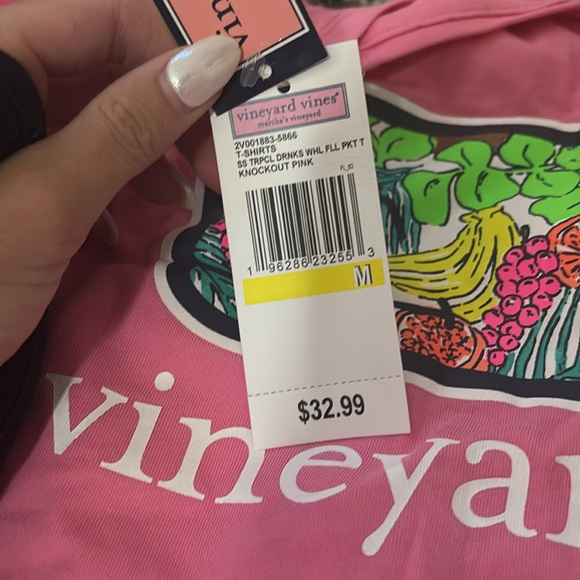 vin
vineyard vines®
martha's vineyard
2V001883-5866
T-SHIRTS
SS TRPCL DRNKS WHL FLL PKT T
KNOCKOUT PINK
1 96286 23255 3
M
$32.99
vineyar